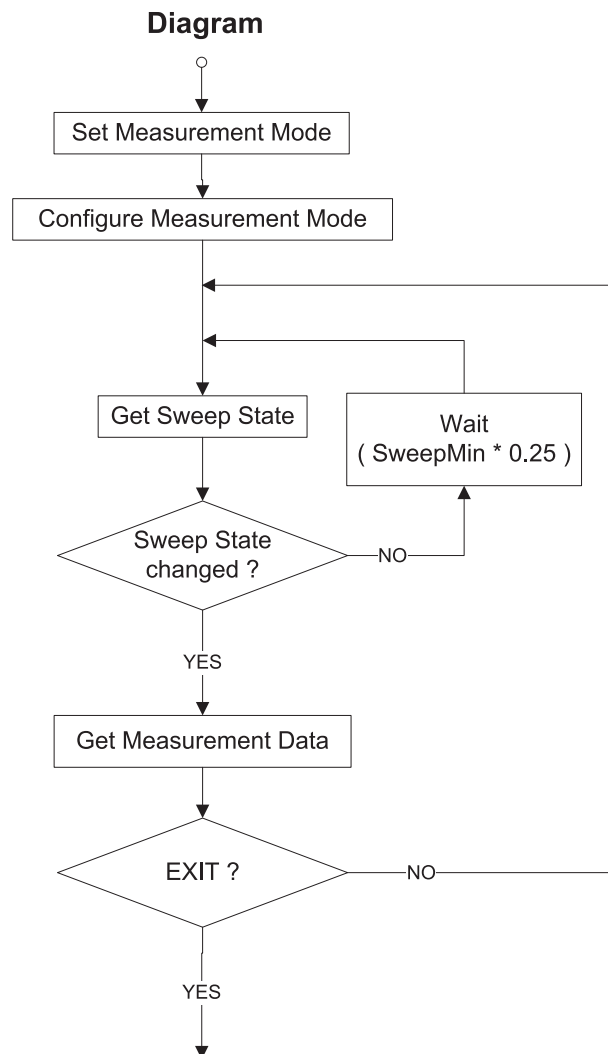 Diagram
Set Measurement Mode
Configure Measurement Mode
Get Sweep State
Wait
( SweepMin * 0.25 )
Sweep State
changed ?
NO
YES
Get Measurement Data
EXIT ?
NO
YES